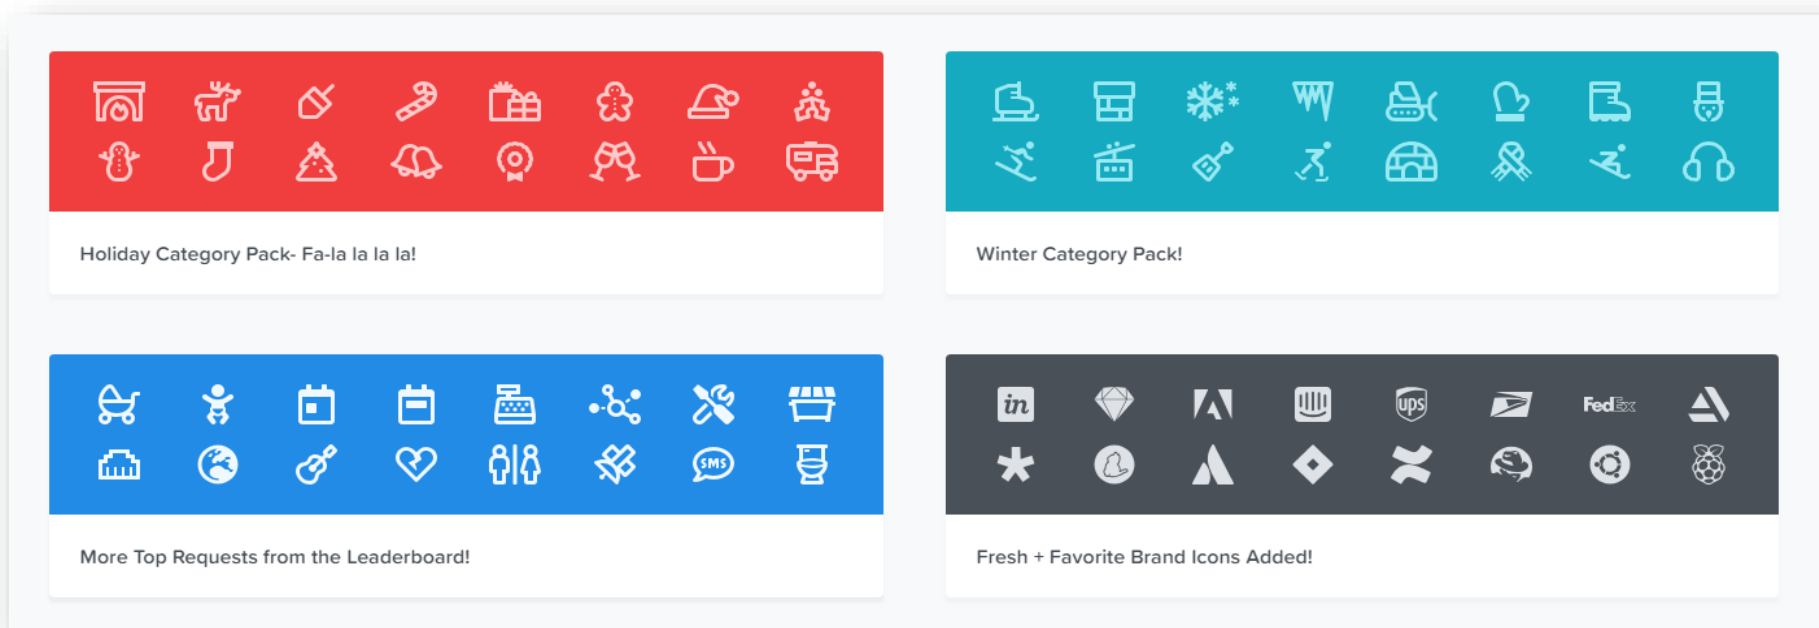 Holiday Category Pack- Fa-la la la la!
Winter Category Pack!
SMS
in
ups
FedEx
More Top Requests from the Leaderboard!
Fresh + Favorite Brand Icons Added!